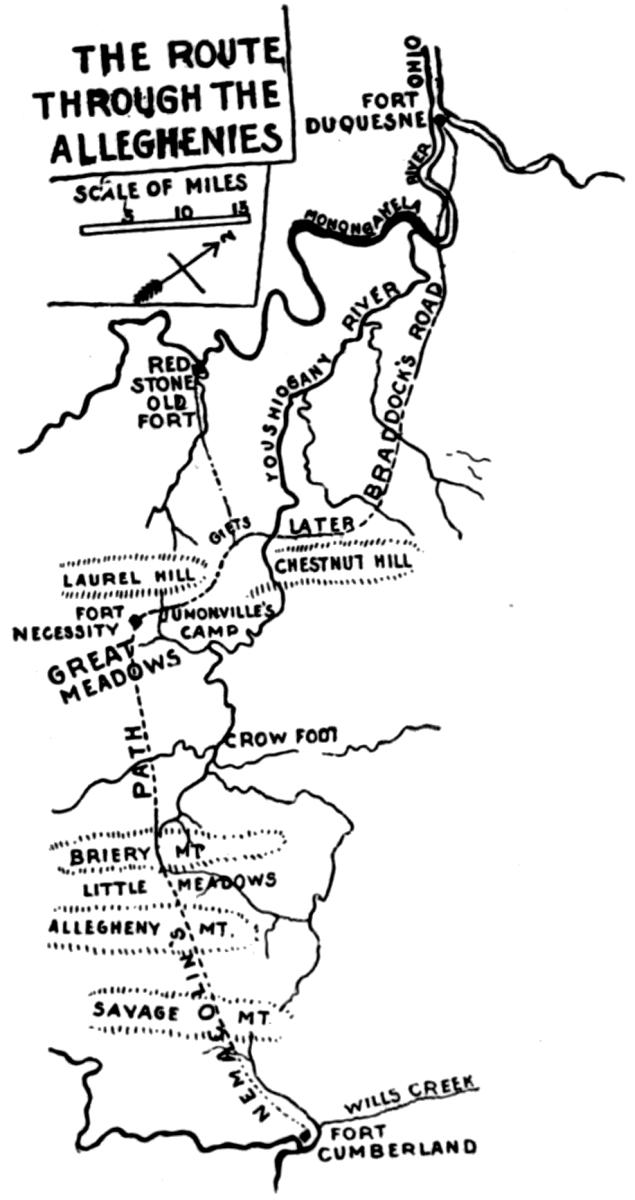 THE ROUTE
THROUGH THE
ALLEGHENIES
SCALE OF MILES
5 10 15
N
OHIO
FORT
DUQUESNE
RIVER
MONONGAHELA
RED
STONE
OLD
FORT
YOUSHIOGANY RIVER
BRADDOCK'S ROAD
GISTS
LATER
LAUREL HILL
CHESTNUT HILL
FORT
NECESSITY
JUMONVILLE'S
CAMP
GREAT
MEADOWS
PATH
CROW FOOT
BRIERY MT.
LITTLE MEADOWS
ALLEGHENY MT.
SAVAGE MT.
NEMACOLIN'S
WILLS CREEK
FORT
CUMBERLAND